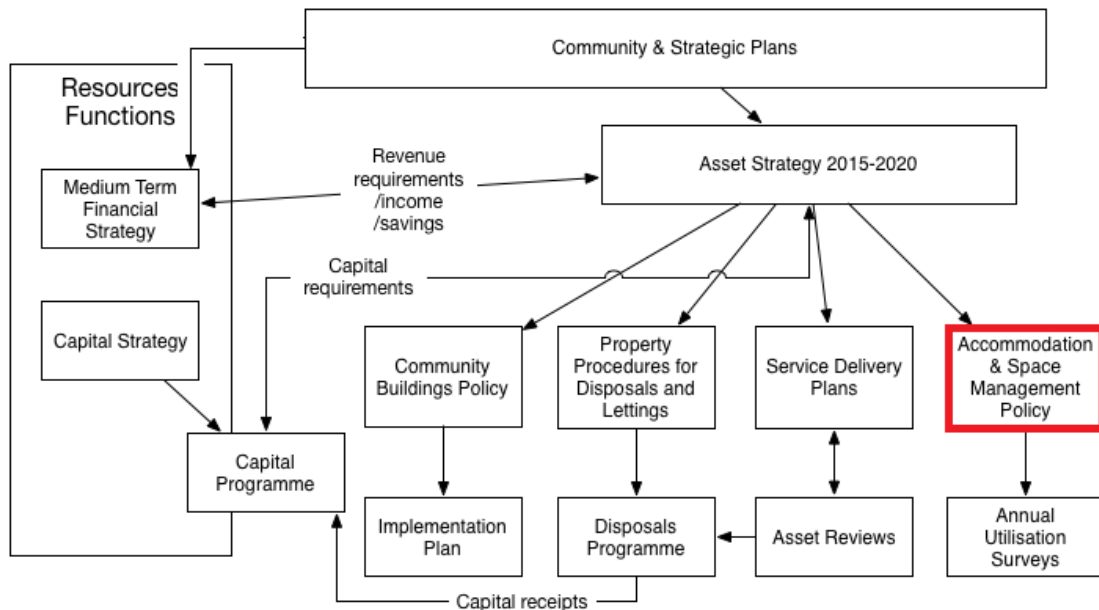 Community & Strategic Plans
Resources
Functions
Asset Strategy 2015-2020
Revenue
requirements
/income
/savings
Medium Term
Financial
Strategy
Capital
requirements
Capital Strategy
Community
Buildings Policy
Property
Procedures for
Disposals and
Lettings
Service Delivery
Plans
Accommodation
& Space
Management
Policy
Capital
Programme
Implementation
Plan
Disposals
Programme
Asset Reviews
Annual
Utilisation
Surveys
Capital receipts